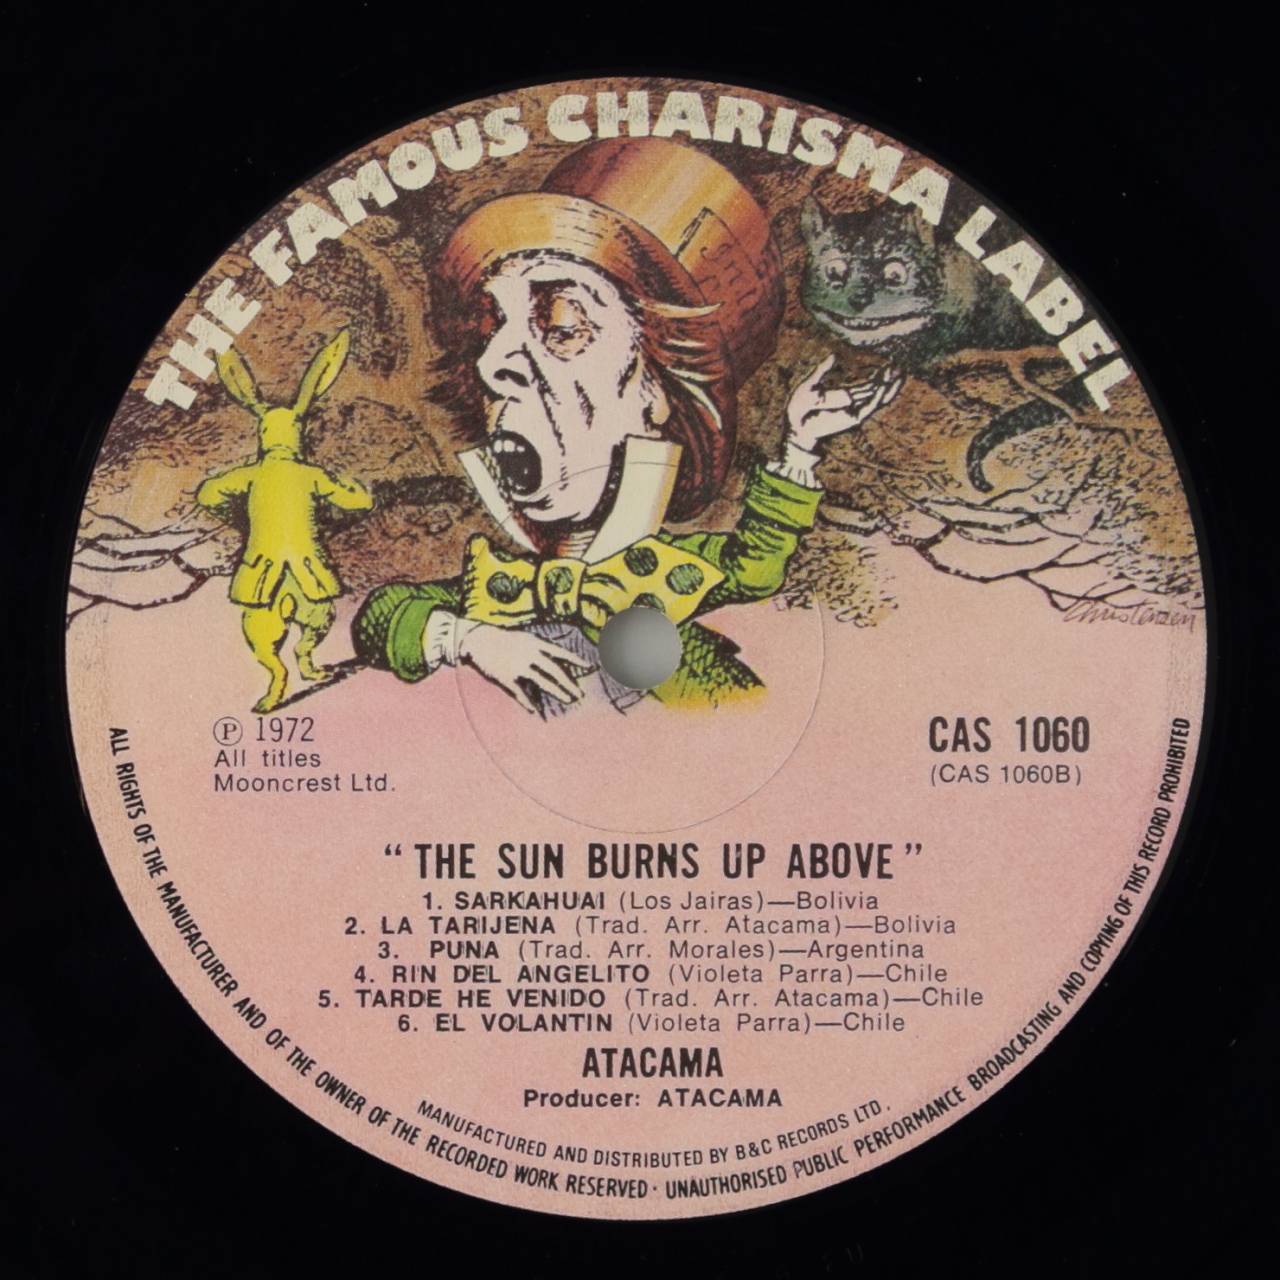 THE FAMOUS CHARISMA LABEL
Christensen
℗ 1972
All titles
Mooncrest Ltd.
CAS 1060
(CAS 1060B)
“THE SUN BURNS UP ABOVE”
1. SARKAHUAI (Los Jairas)—Bolivia
2. LA TARIJENA (Trad. Arr. Atacama)—Bolivia
3. PUNA (Trad. Arr. Morales)—Argentina
4. RIN DEL ANGELITO (Violeta Parra)—Chile
5. TARDE HE VENIDO (Trad. Arr. Atacama)—Chile
6. EL VOLANTIN (Violeta Parra)—Chile
ATACAMA
Producer: ATACAMA
MANUFACTURED AND DISTRIBUTED BY B&C RECORDS LTD.
ALL RIGHTS OF THE MANUFACTURER AND OF THE OWNER OF THE RECORDED WORK RESERVED · UNAUTHORISED PUBLIC PERFORMANCE BROADCASTING AND COPYING OF THIS RECORD PROHIBITED